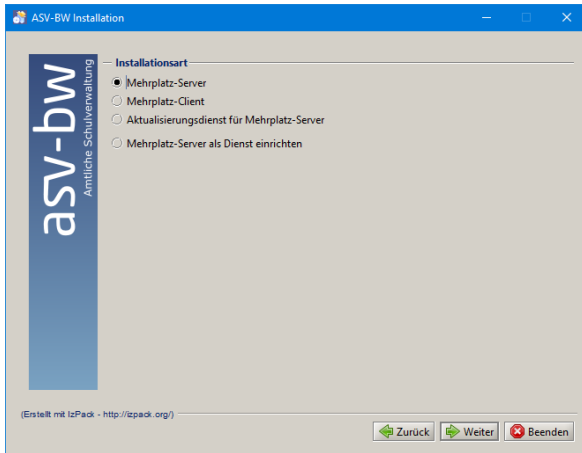 ASV-BW Installation
asv-bw
Amtliche Schulverwaltung
Installationsart
Mehrplatz-Server
Mehrplatz-Client
Aktualisierungsdienst für Mehrplatz-Server
Mehrplatz-Server als Dienst einrichten
(Erstellt mit IzPack - http://izpack.org/)
Zurück Weiter Beenden